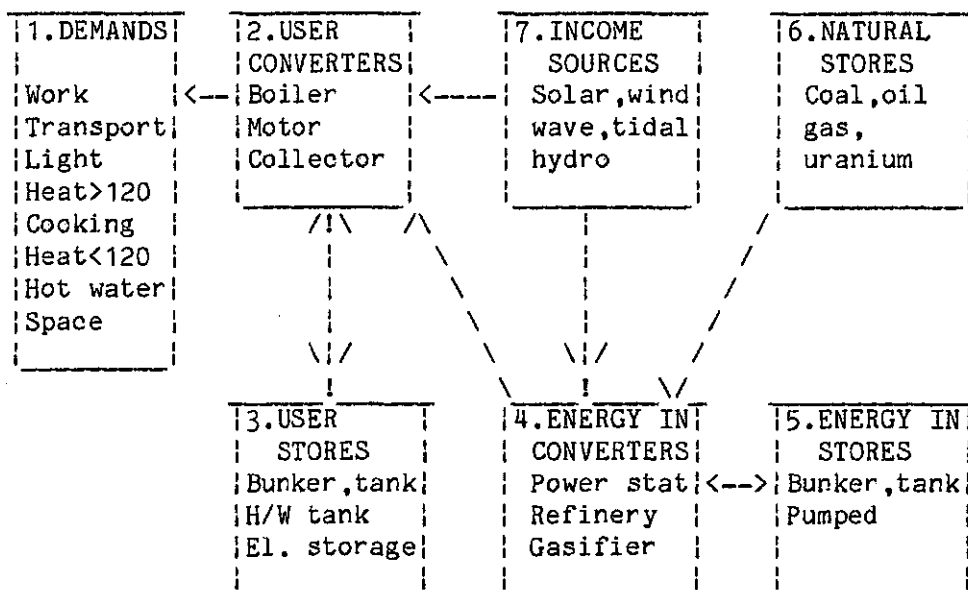 1.DEMANDS
Work
Transport
Light
Heat>120
Cooking
Heat<120
Hot water
Space
2.USER
CONVERTERS
Boiler
Motor
Collector
7.INCOME
SOURCES
Solar,wind
wave,tidal
hydro
6.NATURAL
STORES
Coal,oil
gas,
uranium
3.USER
STORES
Bunker,tank
H/W tank
El. storage
4.ENERGY IN
CONVERTERS
Power stat
Refinery
Gasifier
5.ENERGY IN
STORES
Bunker,tank
Pumped